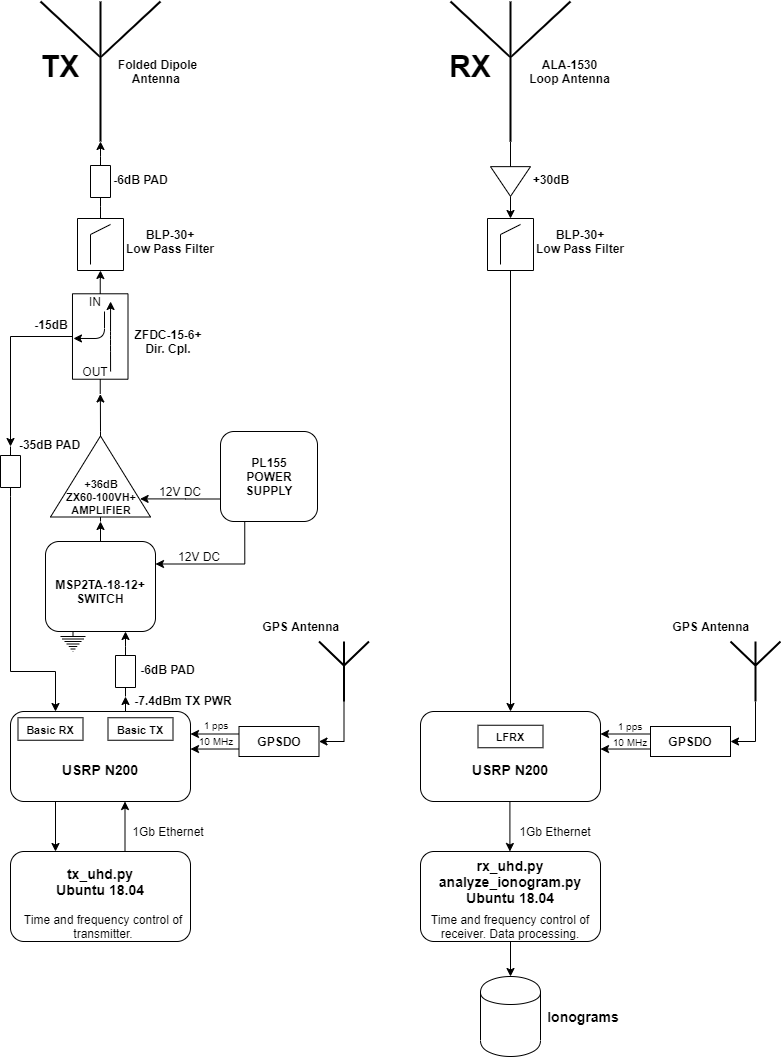 TX
Folded Dipole
Antenna
-6dB PAD
BLP-30+
Low Pass Filter
IN
-15dB
ZFDC-15-6+
Dir. Cpl.
OUT
-35dB PAD
+36dB
ZX60-100VH+
AMPLIFIER
PL155
POWER
SUPPLY
12V DC
12V DC
MSP2TA-18-12+
SWITCH
-6dB PAD
-7.4dBm TX PWR
GPS Antenna
Basic RX
Basic TX
USRP N200
1 pps
10 MHz
GPSDO
1Gb Ethernet
tx_uhd.py
Ubuntu 18.04
Time and frequency control of
transmitter.
RX
ALA-1530
Loop Antenna
+30dB
BLP-30+
Low Pass Filter
GPS Antenna
LFRX
USRP N200
1 pps
10 MHz
GPSDO
1Gb Ethernet
rx_uhd.py
analyze_ionogram.py
Ubuntu 18.04
Time and frequency control of
receiver. Data processing.
Ionograms